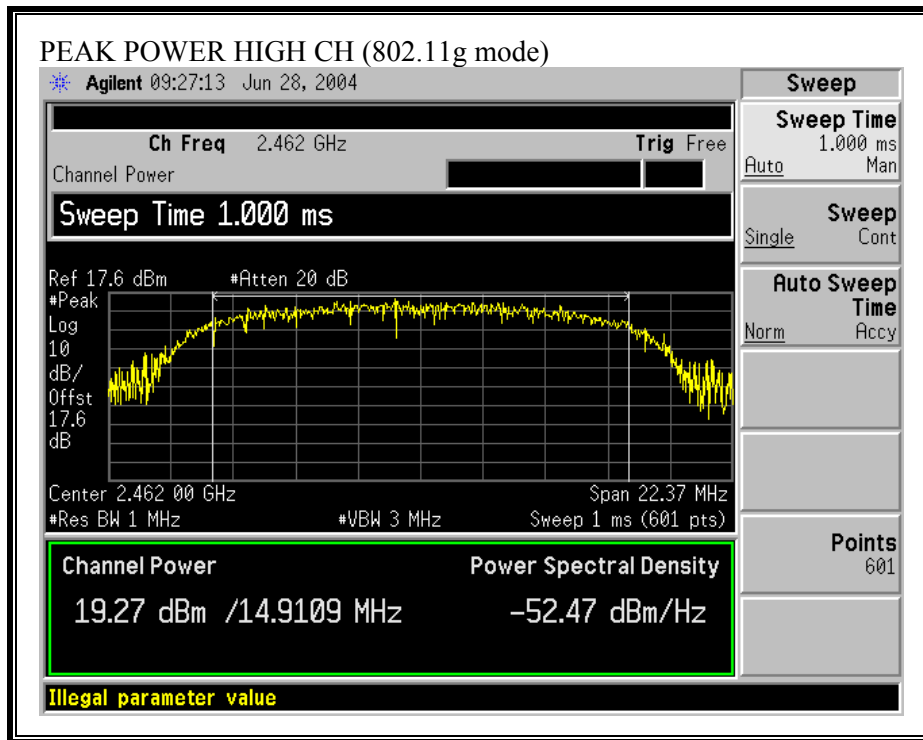 PEAK POWER HIGH CH (802.11g mode)
Agilent 09:27:13 Jun 28, 2004
Sweep
Ch Freq 2.462 GHz Trig Free
Channel Power
Sweep Time 1.000 ms
Ref 17.6 dBm #Atten 20 dB
#Peak
Log
10
dB/
Offst
17.6
dB
Center 2.462 00 GHz Span 22.37 MHz
#Res BW 1 MHz #VBW 3 MHz Sweep 1 ms (601 pts)
Channel Power Power Spectral Density
19.27 dBm /14.9109 MHz -52.47 dBm/Hz
Illegal parameter value
Sweep Time
1.000 ms
Auto Man
Sweep
Single Cont
Auto Sweep
Time
Norm Accy
Points
601